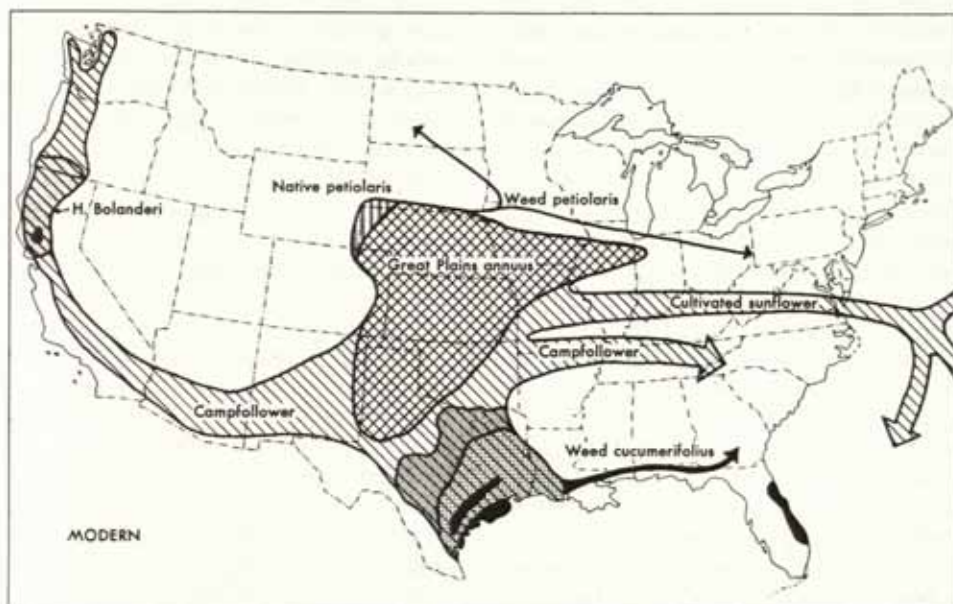 Native petiolaris
Weed petiolaris
H. Bolanderi
Great Plains annuus
Cultivated sunflower
Campfollower
Campfollower
Weed cucumerifolius
MODERN